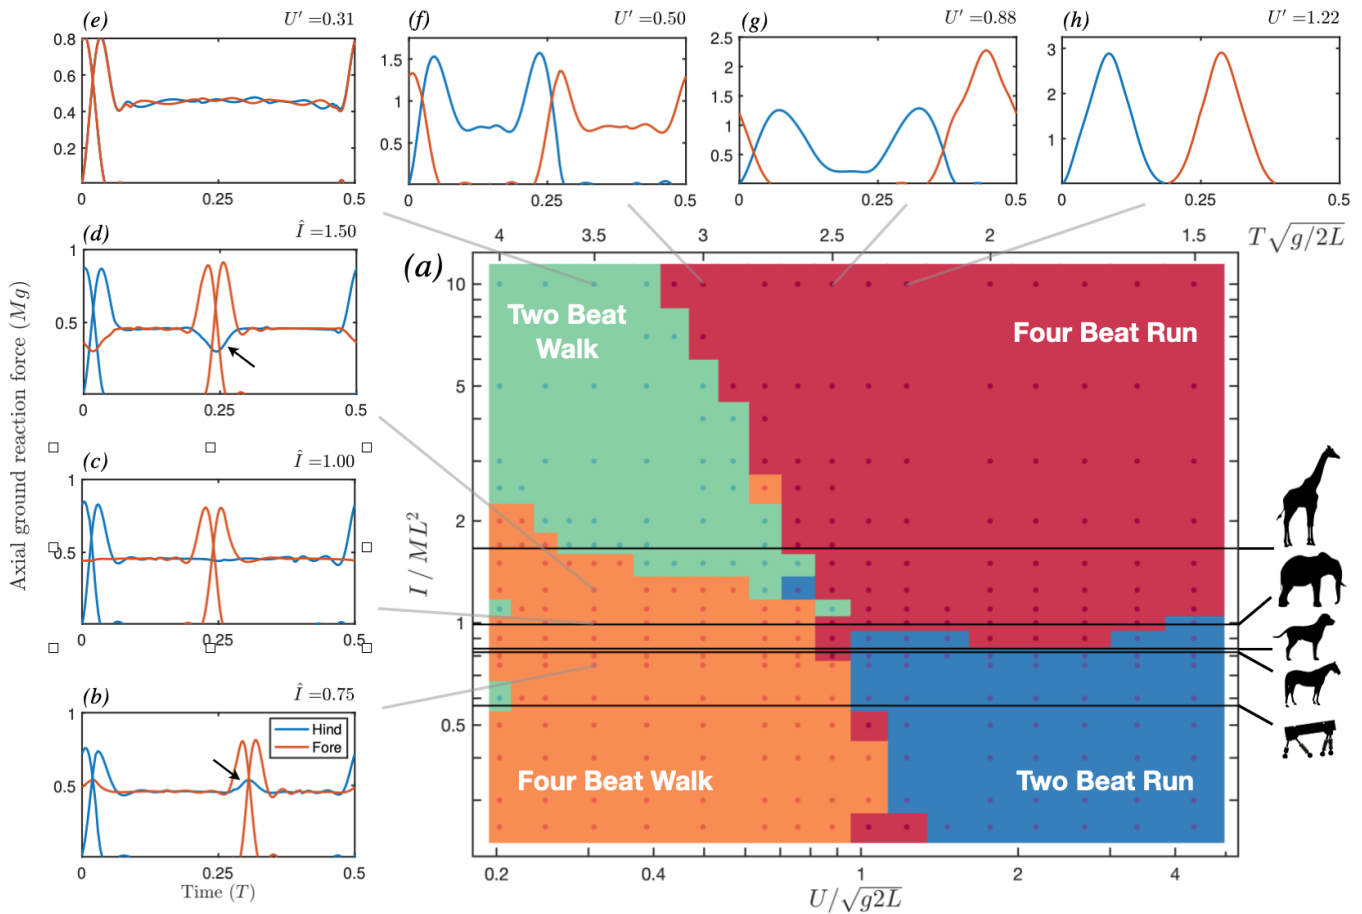 (e) U′ =0.31
0.8
0.6
0.4
0.2
0 0.25 0.5
(f) U′ =0.50
1.5
1
0.5
0 0.25 0.5
(g) U′ =0.88
2.5
2
1.5
1
0.5
0 0.25 0.5
(h) U′ =1.22
3
2
1
0 0.25 0.5
(d) Î =1.50
1
0.5
0 0.25 0.5
(c) Î =1.00
1
0.5
0 0.25 0.5
(b) Î =0.75
1
0.5
Hind
Fore
0 0.25 0.5
Time (T)
Axial ground reaction force (Mg)
(a)
4 3.5 3 2.5 2 1.5 T√g/2L
10
5
2
1
0.5
I / ML²
Two Beat
Walk
Four Beat Run
Four Beat Walk
Two Beat Run
0.2 0.4 1 2 4
U/√g2L